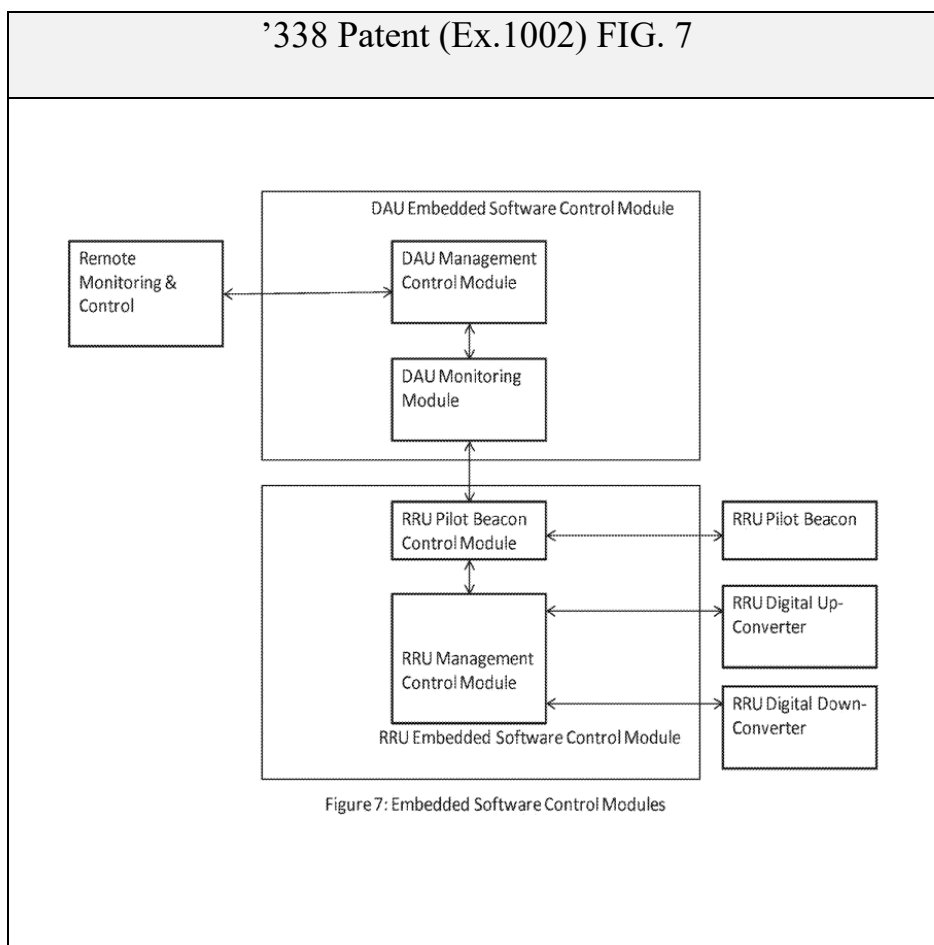 ’338 Patent (Ex.1002) FIG. 7
DAU Embedded Software Control Module
Remote
Monitoring &
Control
DAU Management
Control Module
DAU Monitoring
Module
RRU Pilot Beacon
Control Module
RRU Pilot Beacon
RRU Digital Up-
Converter
RRU Management
Control Module
RRU Digital Down-
Converter
RRU Embedded Software Control Module
Figure 7: Embedded Software Control Modules